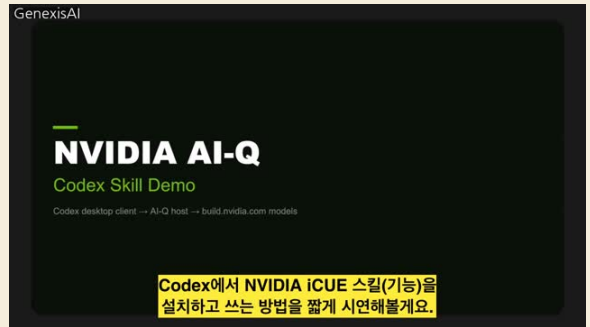 GenexisAI
NVIDIA AI-Q
Codex Skill Demo
Codex desktop client → AI-Q host → build.nvidia.com models
Codex에서 NVIDIA iCUE 스킬(기능)을
설치하고 쓰는 방법을 짧게 시연해볼게요.